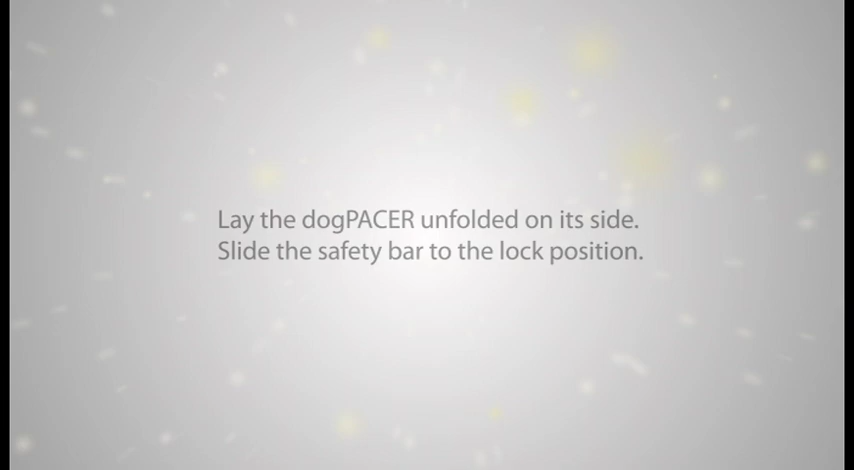 Lay the dogPACER unfolded on its side.
Slide the safety bar to the lock position.